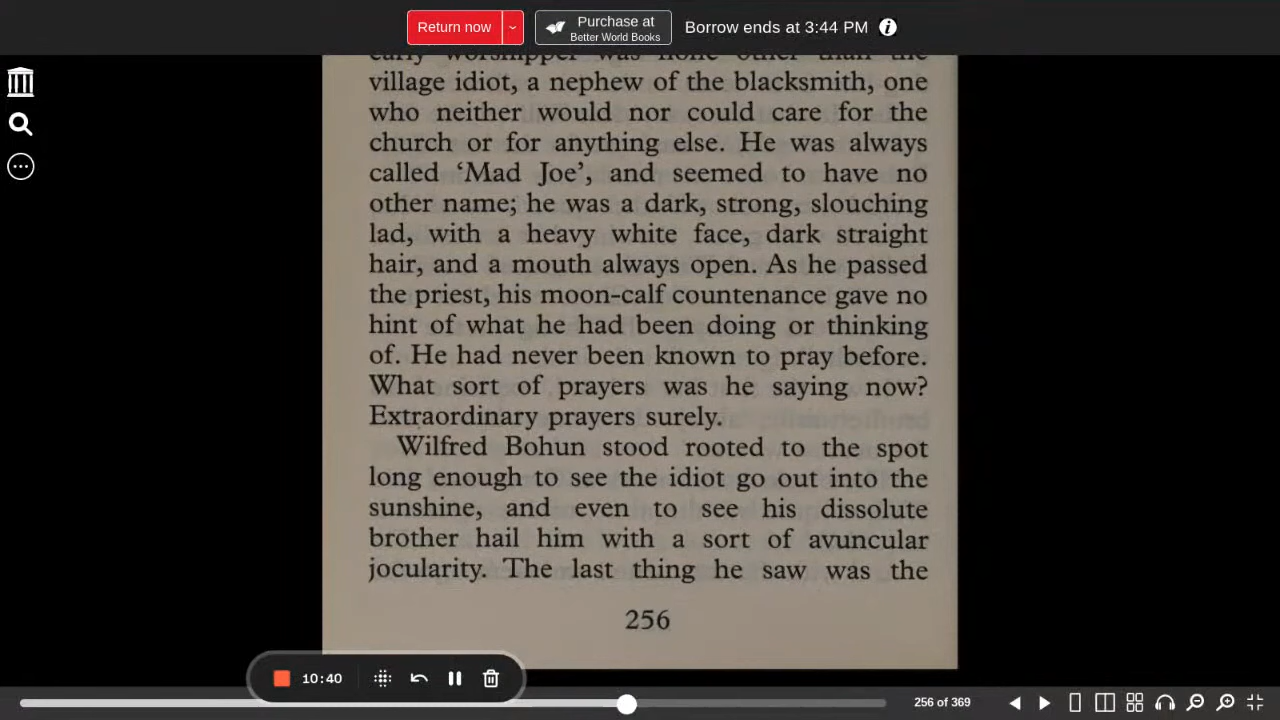 Return now
Purchase at
Better World Books
Borrow ends at 3:44 PM
early worshipper was none other than the
village idiot, a nephew of the blacksmith, one
who neither would nor could care for the
church or for anything else. He was always
called ‘Mad Joe’, and seemed to have no
other name; he was a dark, strong, slouching
lad, with a heavy white face, dark straight
hair, and a mouth always open. As he passed
the priest, his moon-calf countenance gave no
hint of what he had been doing or thinking
of. He had never been known to pray before.
What sort of prayers was he saying now?
Extraordinary prayers surely.
Wilfred Bohun stood rooted to the spot
long enough to see the idiot go out into the
sunshine, and even to see his dissolute
brother hail him with a sort of avuncular
jocularity. The last thing he saw was the
256
10:40
256 of 369